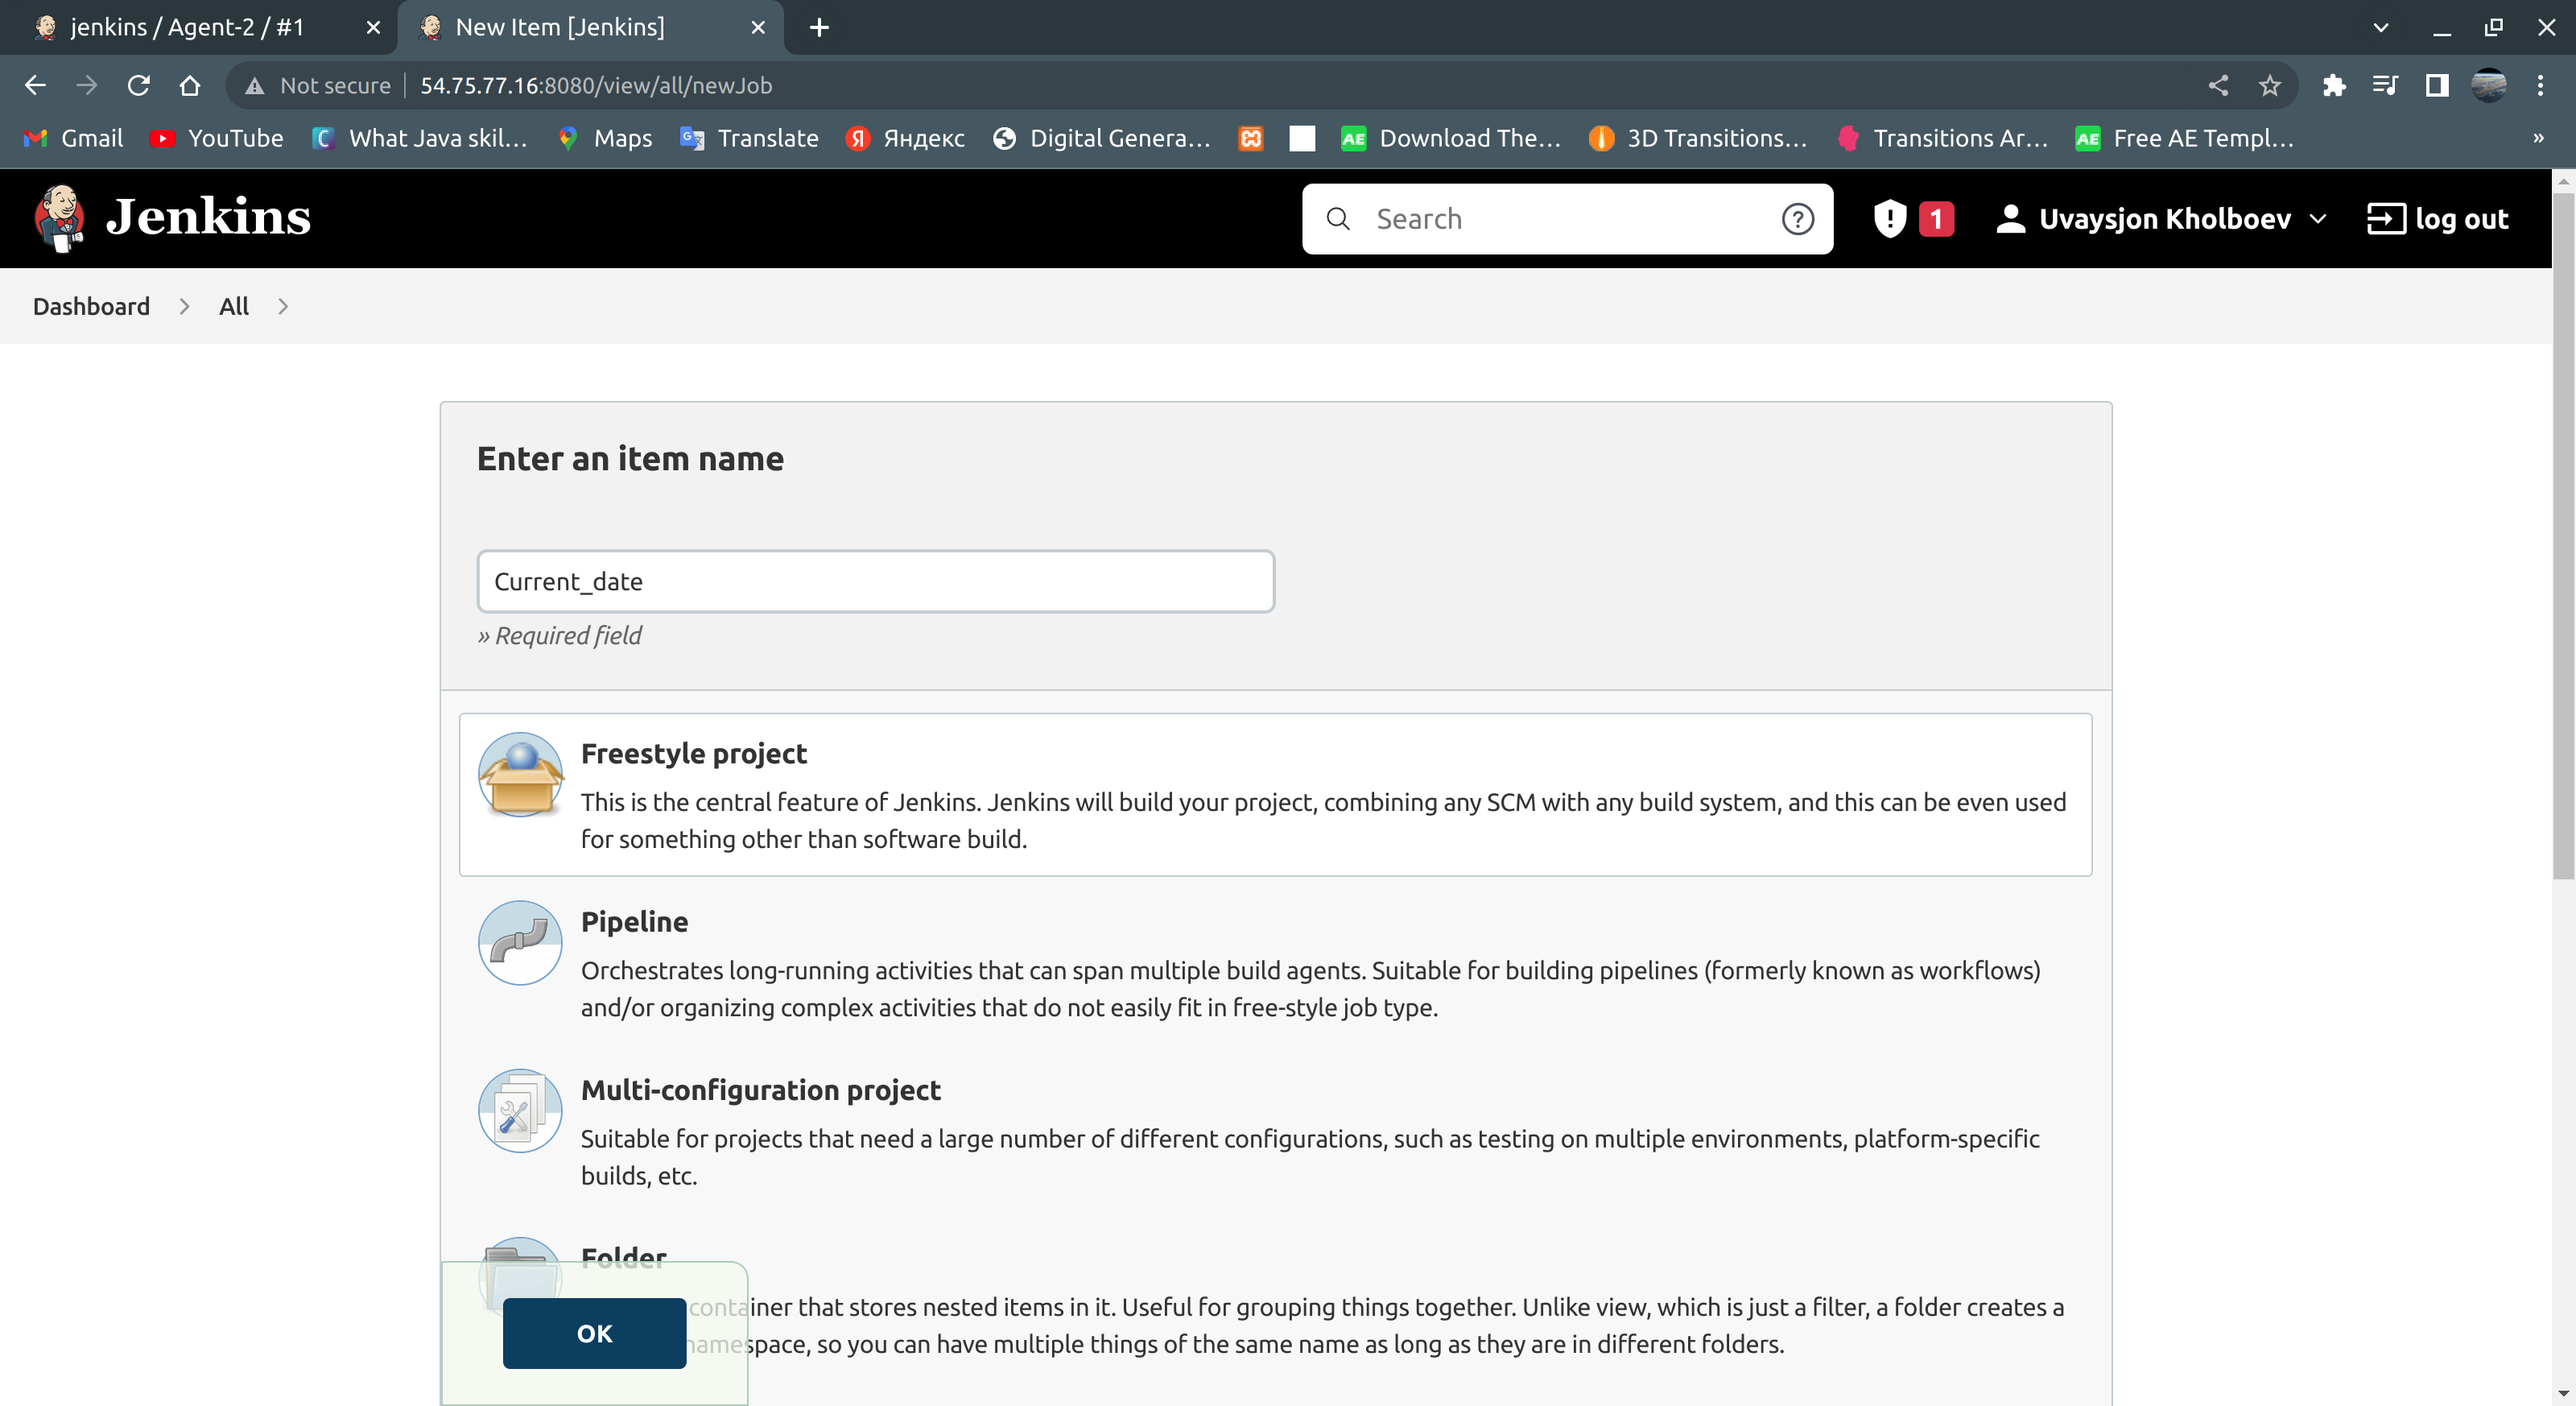 jenkins / Agent-2 / #1
New Item [Jenkins]
Not secure
54.75.77.16:8080/view/all/newJob
Gmail
YouTube
What Java skil...
Maps
Translate
Яндекс
Digital Genera...
Download The...
3D Transitions...
Transitions Ar...
Free AE Templ...
»
Jenkins
Search
1
Uvaysjon Kholboev
log out
Dashboard
All
Enter an item name
Current_date
» Required field
Freestyle project
This is the central feature of Jenkins. Jenkins will build your project, combining any SCM with any build system, and this can be even used
for something other than software build.
Pipeline
Orchestrates long-running activities that can span multiple build agents. Suitable for building pipelines (formerly known as workflows)
and/or organizing complex activities that do not easily fit in free-style job type.
Multi-configuration project
Suitable for projects that need a large number of different configurations, such as testing on multiple environments, platform-specific
builds, etc.
Folder
container that stores nested items in it. Useful for grouping things together. Unlike view, which is just a filter, a folder creates a
namespace, so you can have multiple things of the same name as long as they are in different folders.
OK